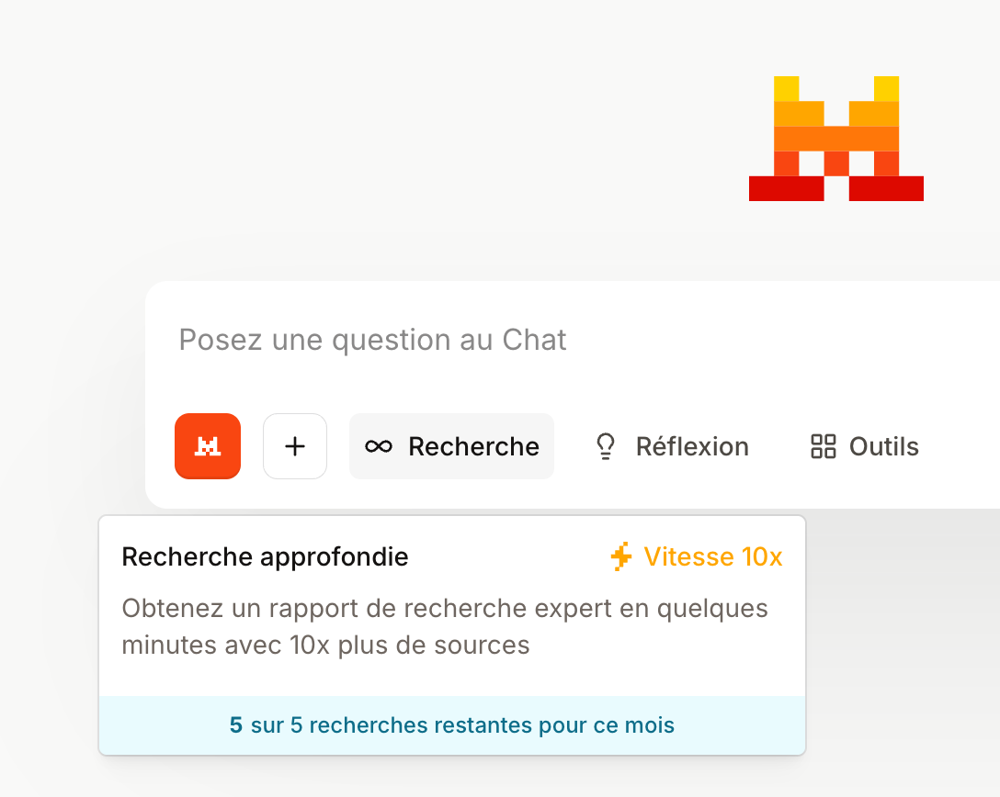 Posez une question au Chat
Recherche
Réflexion
Outils
Recherche approfondie
Vitesse 10x
Obtenez un rapport de recherche expert en quelques
minutes avec 10x plus de sources
5 sur 5 recherches restantes pour ce mois